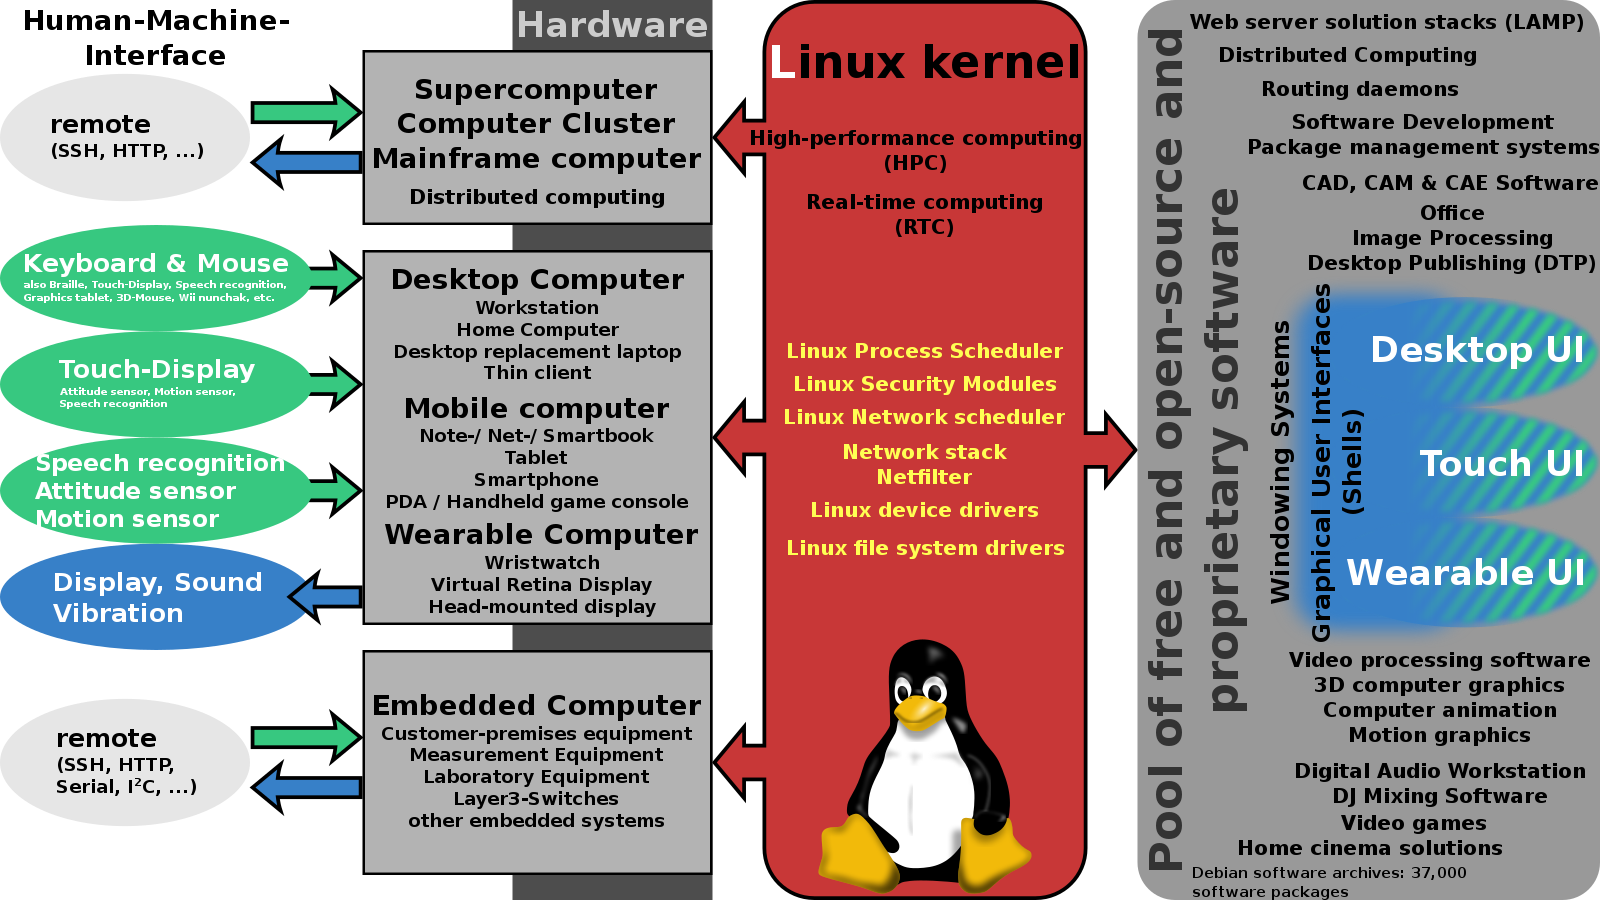 Human-Machine-
Interface
remote
(SSH, HTTP, ...)
Keyboard & Mouse
also Braille, Touch-Display, Speech recognition,
Graphics tablet, 3D-Mouse, Wii nunchak, etc.
Touch-Display
Attitude sensor, Motion sensor,
Speech recognition
Speech recognition
Attitude sensor
Motion sensor
Display, Sound
Vibration
remote
(SSH, HTTP,
Serial, I²C, ...)
Hardware
Supercomputer
Computer Cluster
Mainframe computer
Distributed computing
Desktop Computer
Workstation
Home Computer
Desktop replacement laptop
Thin client
Mobile computer
Note-/ Net-/ Smartbook
Tablet
Smartphone
PDA / Handheld game console
Wearable Computer
Wristwatch
Virtual Retina Display
Head-mounted display
Embedded Computer
Customer-premises equipment
Measurement Equipment
Laboratory Equipment
Layer3-Switches
other embedded systems
Linux kernel
High-performance computing
(HPC)
Real-time computing
(RTC)
Linux Process Scheduler
Linux Security Modules
Linux Network scheduler
Network stack
Netfilter
Linux device drivers
Linux file system drivers
Pool of free and open-source and
proprietary software
Web server solution stacks (LAMP)
Distributed Computing
Routing daemons
Software Development
Package management systems
CAD, CAM & CAE Software
Office
Image Processing
Desktop Publishing (DTP)
Windowing Systems
Graphical User Interfaces
(Shells)
Desktop UI
Touch UI
Wearable UI
Video processing software
3D computer graphics
Computer animation
Motion graphics
Digital Audio Workstation
DJ Mixing Software
Video games
Home cinema solutions
Debian software archives: 37,000
software packages